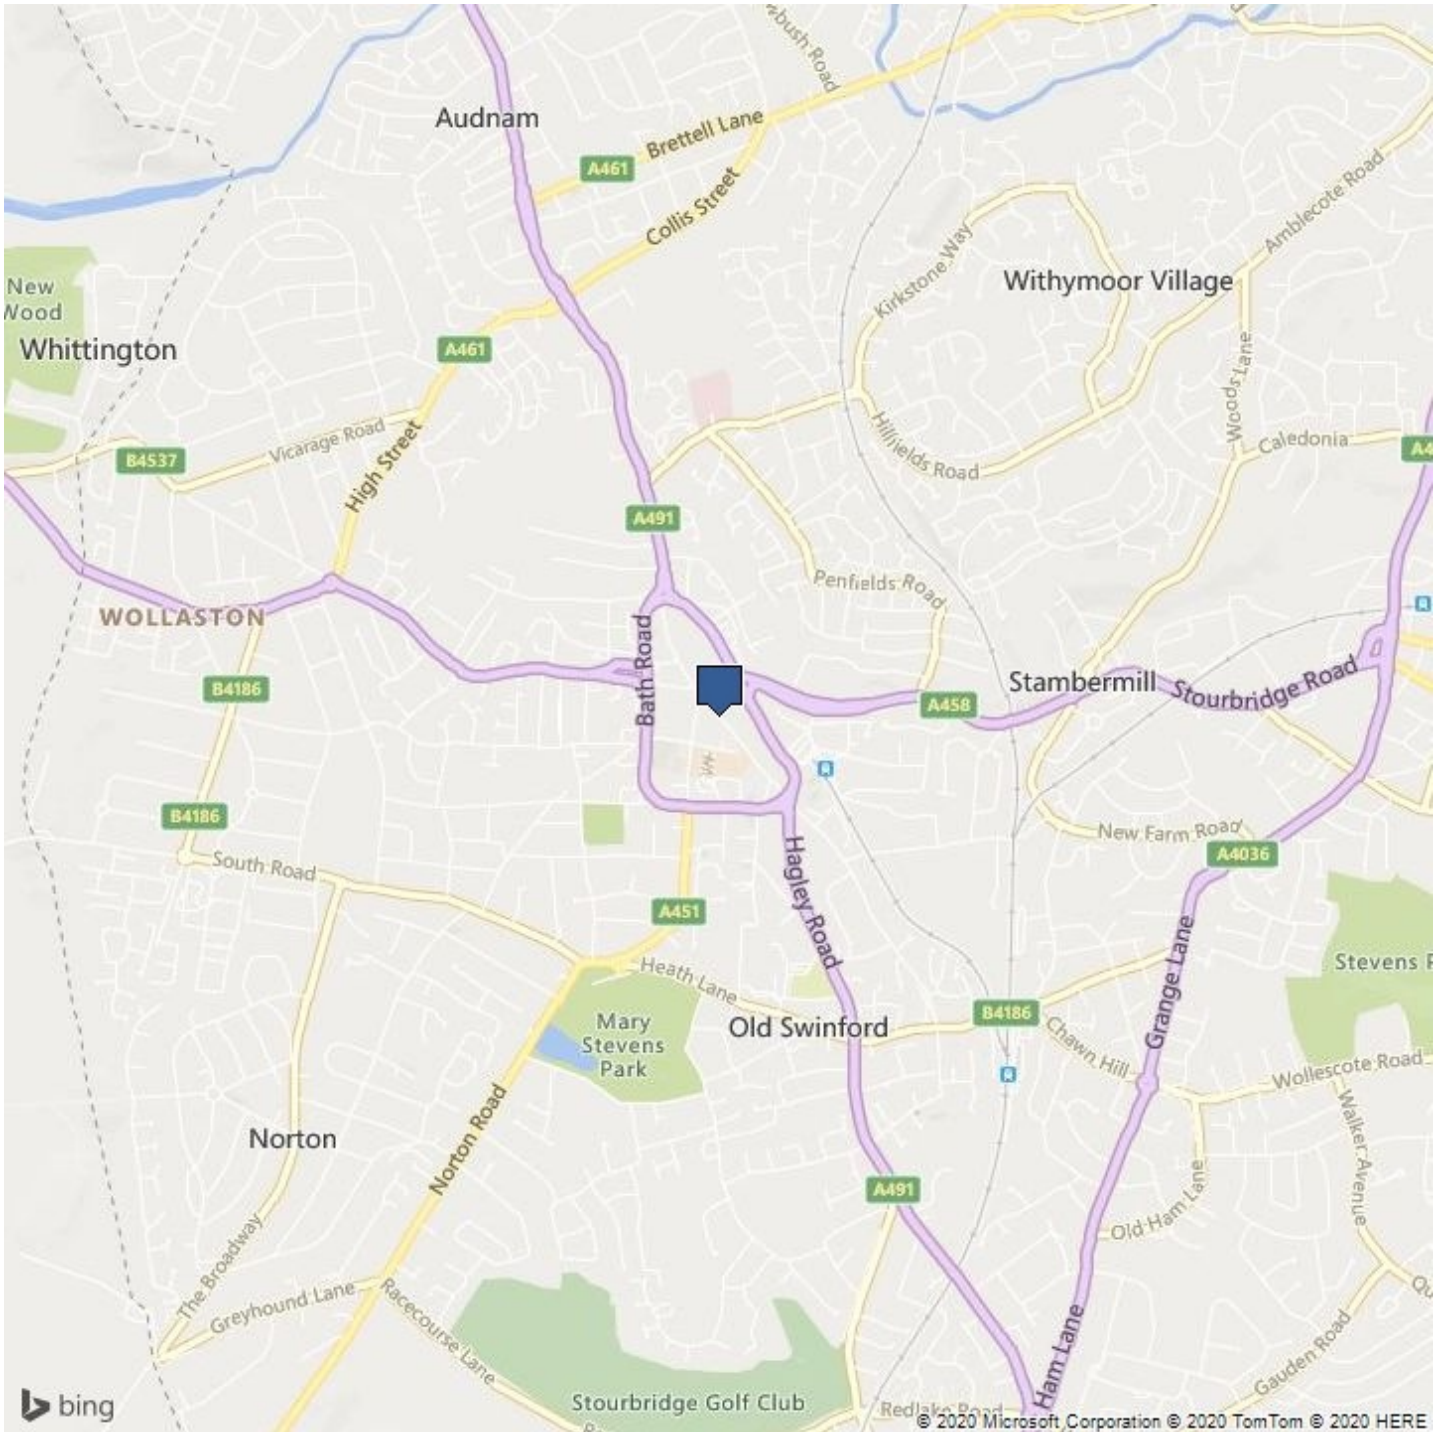 Audnam
Brettell Lane
A461
Collis Street
Amblecote Road
Kirkstone Way
Withymoor Village
New
Wood
Whittington
A461
Woods Lane
Vicarage Road
High Street
Hillfields Road
Caledonia
B4537
A491
Penfields Road
WOLLASTON
Bath Road
B4186
A458
Stambermill
Stourbridge Road
B4186
South Road
New Farm Road
A4036
Hagley Road
A451
Heath Lane
Grange Lane
Stevens P
B4186
Old Swinford
Mary
Stevens
Park
Chawn Hill
Wollescote Road
Walker Avenue
Norton
Norton Road
A491
Old Ham Lane
The Broadway
Greyhound Lane
Racecourse Lane
Ham Lane
Gauden Road
Stourbridge Golf Club
Redlake Road
bing
© 2020 Microsoft Corporation © 2020 TomTom © 2020 HERE